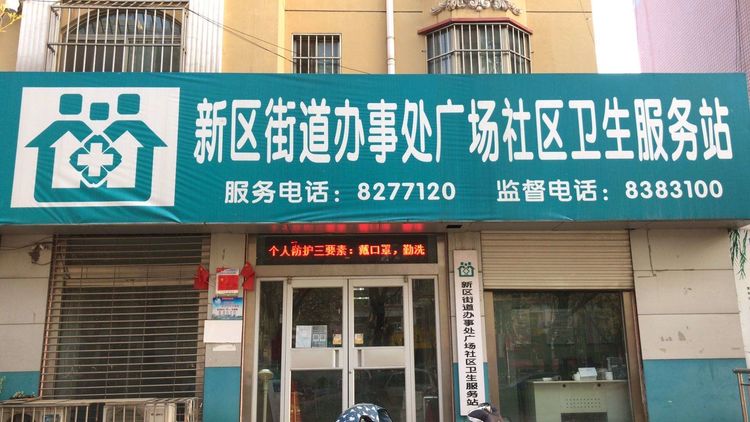 新区街道办事处广场社区卫生服务站
服务电话：8277120 监督电话：8383100
个人防护三要素：戴口罩，勤洗
新区街道办事处广场社区卫生服务站